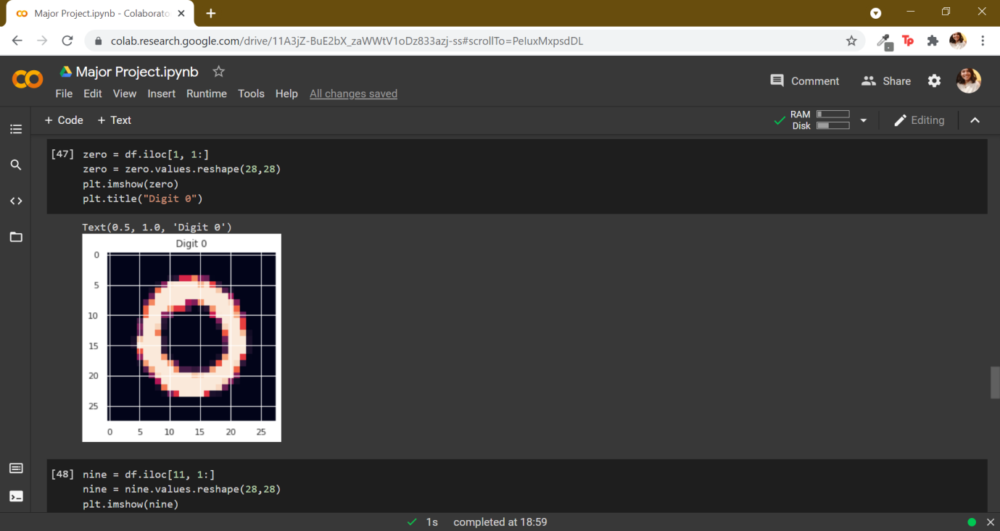 Major Project.ipynb - Colaborato
colab.research.google.com/drive/11A3jZ-BuE2bX_zaWWtV1oDz833azj-ss#scrollTo=PeIuxMxpsdDL
Tp
Major Project.ipynb
Comment
Share
File Edit View Insert Runtime Tools Help All changes saved
+ Code + Text
RAM
Disk
Editing
[47] zero = df.iloc[1, 1:]
zero = zero.values.reshape(28,28)
plt.imshow(zero)
plt.title("Digit 0")
Text(0.5, 1.0, 'Digit 0')
Digit 0
0
5
10
15
20
25
0 5 10 15 20 25
[48] nine = df.iloc[11, 1:]
nine = nine.values.reshape(28,28)
plt.imshow(nine)
1s completed at 18:59